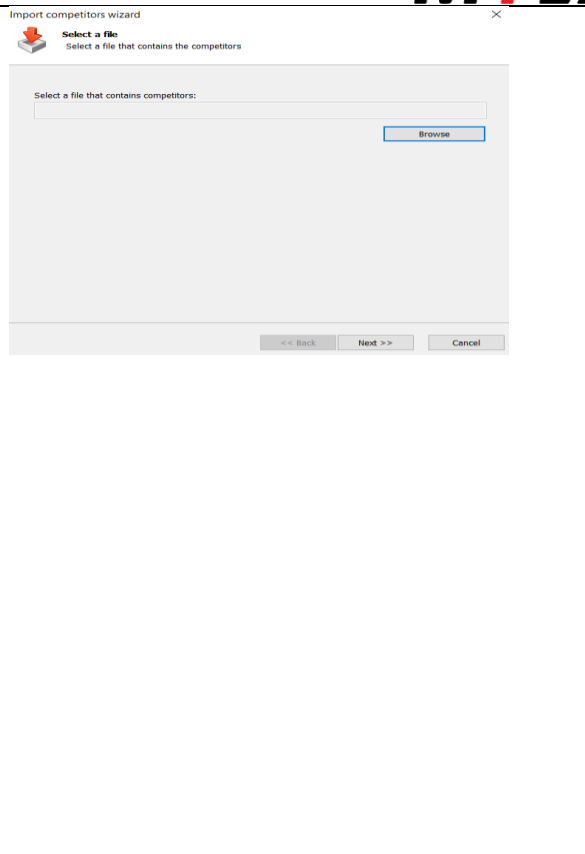 Import competitors wizard
Select a file
Select a file that contains the competitors
Select a file that contains competitors:
Browse
<< Back
Next >>
Cancel